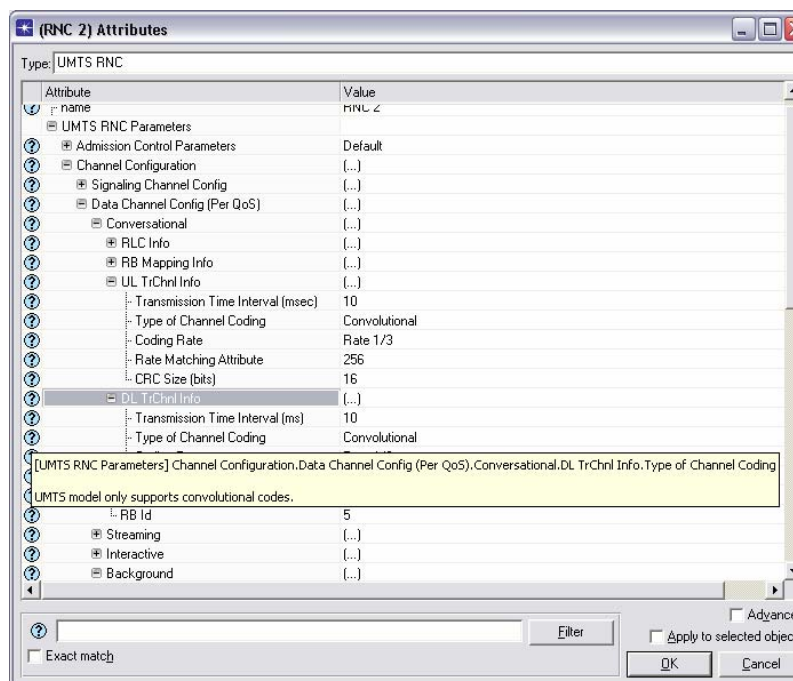 (RNC 2) Attributes
Type: UMTS RNC
Attribute Value
name RNC 2
UMTS RNC Parameters
Admission Control Parameters Default
Channel Configuration (...)
Signaling Channel Config (...)
Data Channel Config (Per QoS) (...)
Conversational (...)
RLC Info (...)
RB Mapping Info (...)
UL TrChnl Info (...)
Transmission Time Interval (msec) 10
Type of Channel Coding Convolutional
Coding Rate Rate 1/3
Rate Matching Attribute 256
CRC Size (bits) 16
DL TrChnl Info (...)
Transmission Time Interval (ms) 10
Type of Channel Coding Convolutional
[UMTS RNC Parameters] Channel Configuration.Data Channel Config (Per QoS).Conversational.DL TrChnl Info.Type of Channel Coding
UMTS model only supports convolutional codes.
RB Id 5
Streaming (...)
Interactive (...)
Background (...)
Advance
Filter
Apply to selected objec
Exact match
OK Cancel